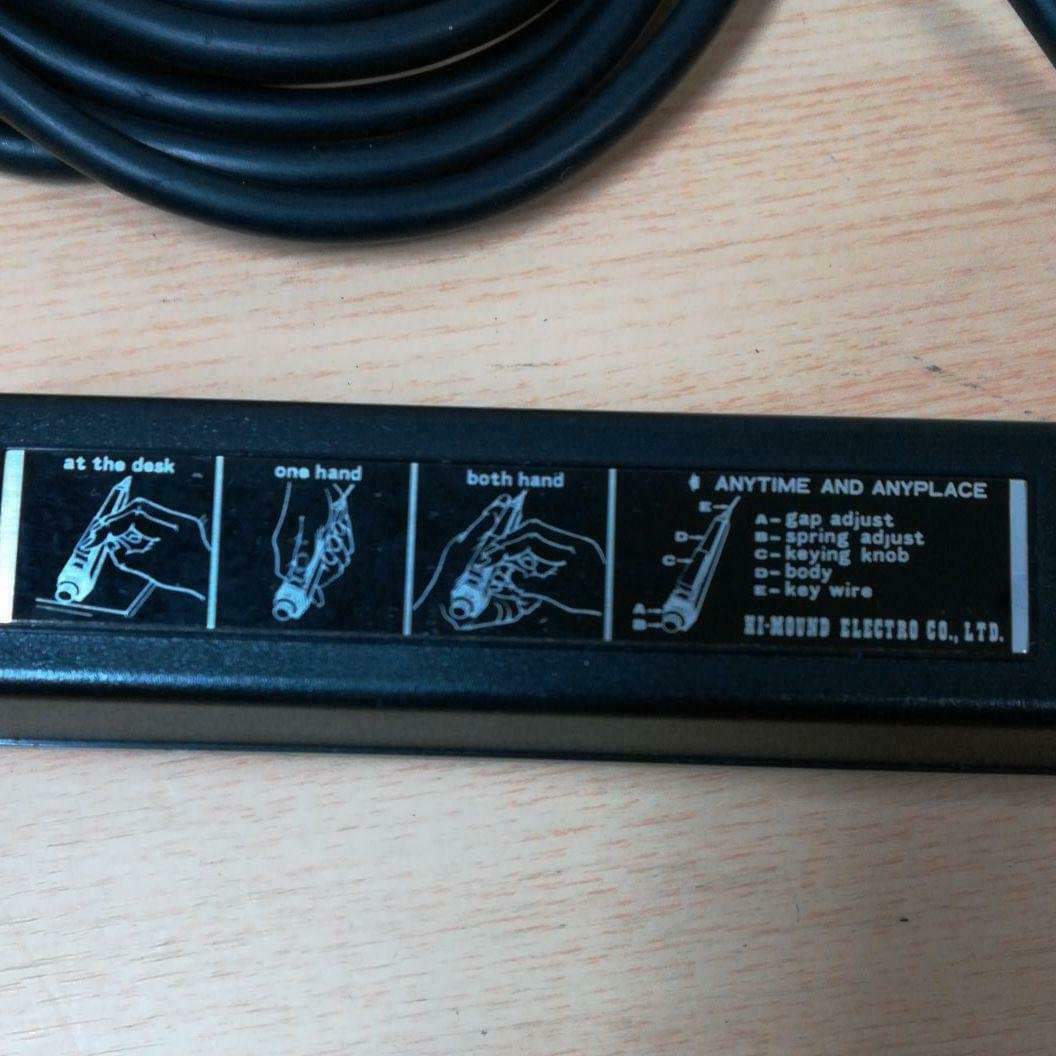 at the desk
one hand
both hand
ANYTIME AND ANYPLACE
A- gap adjust
B- spring adjust
C- keying knob
D- body
E- key wire
E-
D-
C-
A-
B-
HI-MOUND ELECTRO CO., LTD.